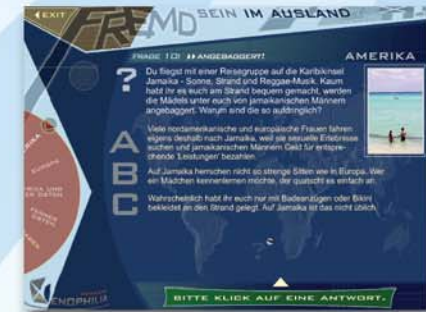 EXIT
FREMD SEIN IM AUSLAND
FRAGE 10: ANGEBAGGERT!
AMERIKA
?
Du fliegst mit einer Reisegruppe auf die Karibikinsel
Jamaika - Sonne, Strand und Reggae-Musik. Kaum
habt ihr es euch am Strand bequem gemacht, werden
die Mädels unter euch von jamaikanischen Männern
angebaggert. Warum sind die so aufdringlich?
A
Viele nordamerikanische und europäische Frauen fahren
eigens deshalb nach Jamaika, weil sie sexuelle Erlebnisse
suchen und jamaikanischen Männern Geld für entspre-
chende 'Leistungen' bezahlen.
B
Auf Jamaika herrschen nicht so strenge Sitten wie in Europa. Wer
ein Mädchen kennenlernen möchte, der quatscht es einfach an.
C
Wahrscheinlich habt ihr euch nur mit Badeanzügen oder Bikini
bekleidet an den Strand gelegt. Auf Jamaika ist das nicht üblich.
EUROPA
XENOPHILIA
BITTE KLICK AUF EINE ANTWORT.